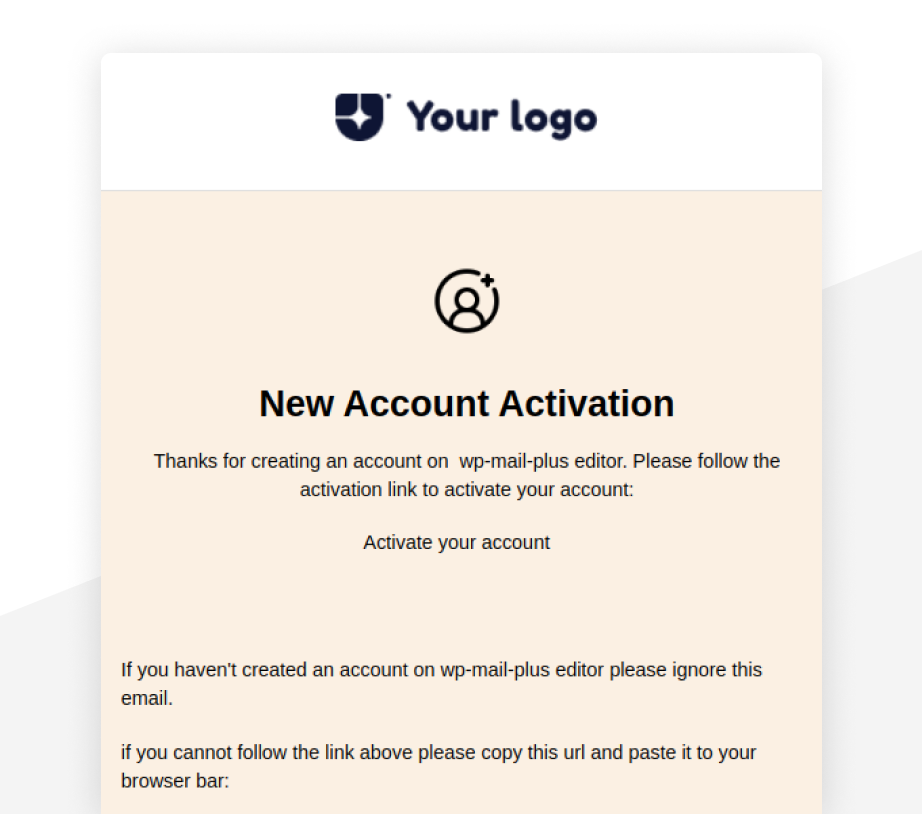 Your logo
New Account Activation
Thanks for creating an account on  wp-mail-plus editor. Please follow the
activation link to activate your account:
Activate your account
If you haven't created an account on wp-mail-plus editor please ignore this
email.
if you cannot follow the link above please copy this url and paste it to your
browser bar: